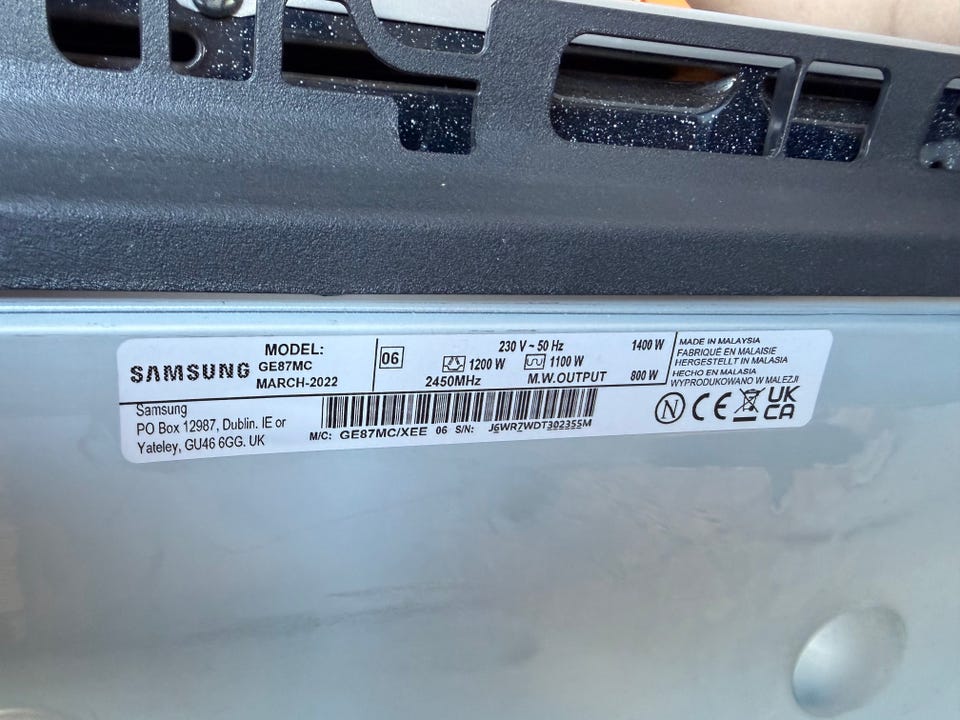 SAMSUNG
MODEL:
GE87MC
MARCH-2022
06
230 V ~ 50 Hz
1400 W
1200 W
1100 W
2450MHz
M.W.OUTPUT
800 W
MADE IN MALAYSIA
FABRIQUÉ EN MALAISIE
HERGESTELLT IN MALASIA
HECHO EN MALASIA
WYPRODUKOWANO W MALEZJI
Samsung
PO Box 12987, Dublin. IE or
Yateley, GU46 6GG. UK
M/C: GE87MC/XEE 06 S/N: J6WR7WDT302355M
N CE UK
CA